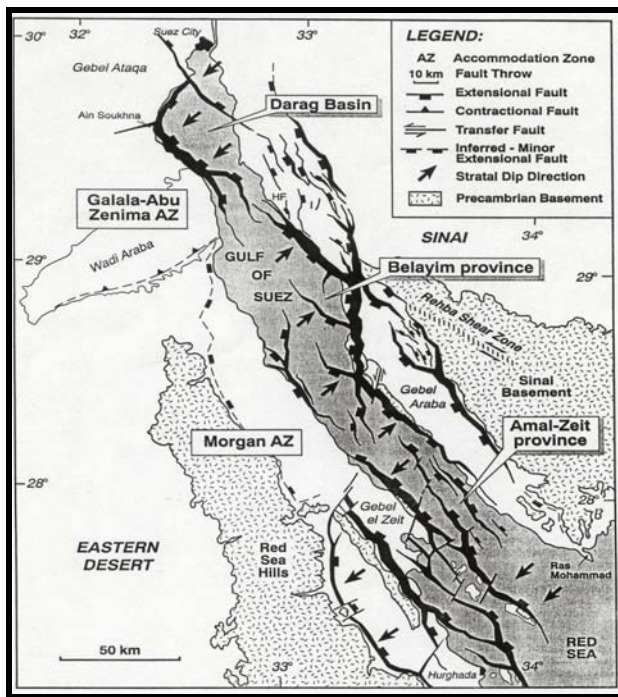 30°
32°
Suez City
33°
Gebel Ataqa
Ain Soukhna
Darag Basin
LEGEND:
AZ Accommodation Zone
10 km Fault Throw
Extensional Fault
Contractional Fault
Transfer Fault
Inferred - Minor
Extensional Fault
Stratal Dip Direction
Precambrian Basement
Galala-Abu
Zenima AZ
HF
SINAI
34°
29°
Wadi Araba
GULF
OF
SUEZ
29°
Belayim province
Rehba Shear Zone
Sinai
Basement
Gebel
Araba
Amal-Zeit
province
Morgan AZ
28°
28°
Gebel
el Zeit
EASTERN
DESERT
Red
Sea
Hills
Ras
Mohammad
RED
SEA
50 km
33°
Hurghada
34°